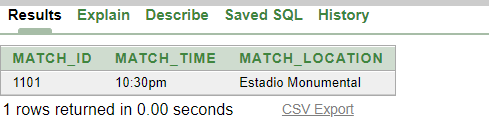 Results Explain Describe Saved SQL History
MATCH_ID MATCH_TIME MATCH_LOCATION
1101 10:30pm Estadio Monumental
1 rows returned in 0.00 seconds CSV Export